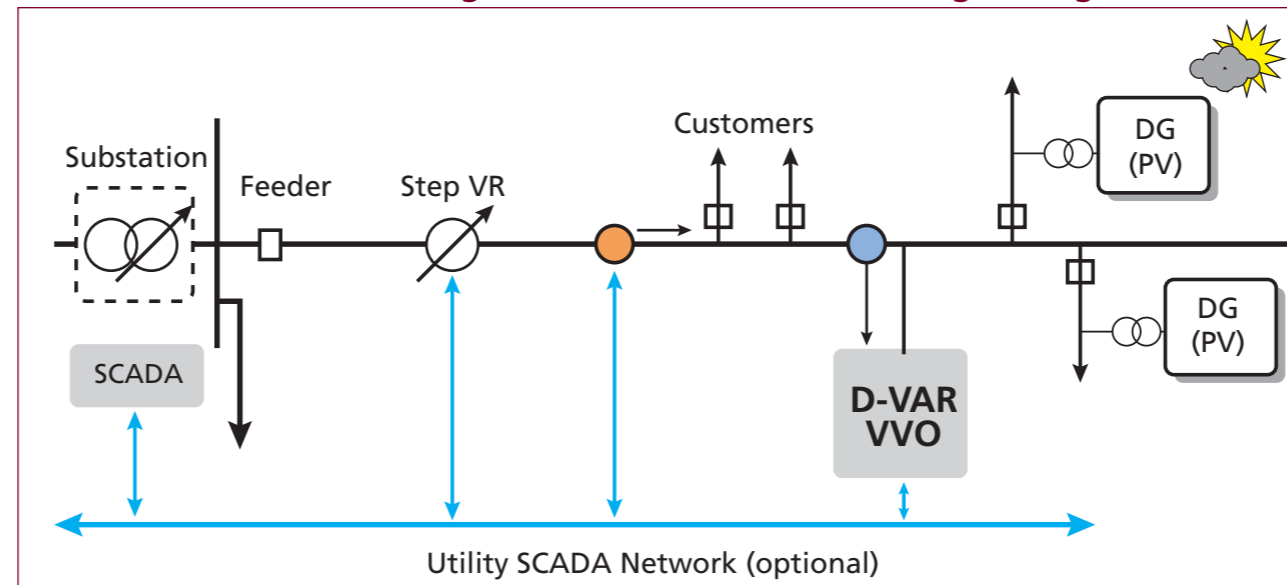 Substation
Feeder
Step VR
Customers
DG
(PV)
DG
(PV)
SCADA
D-VAR
VVO
Utility SCADA Network (optional)